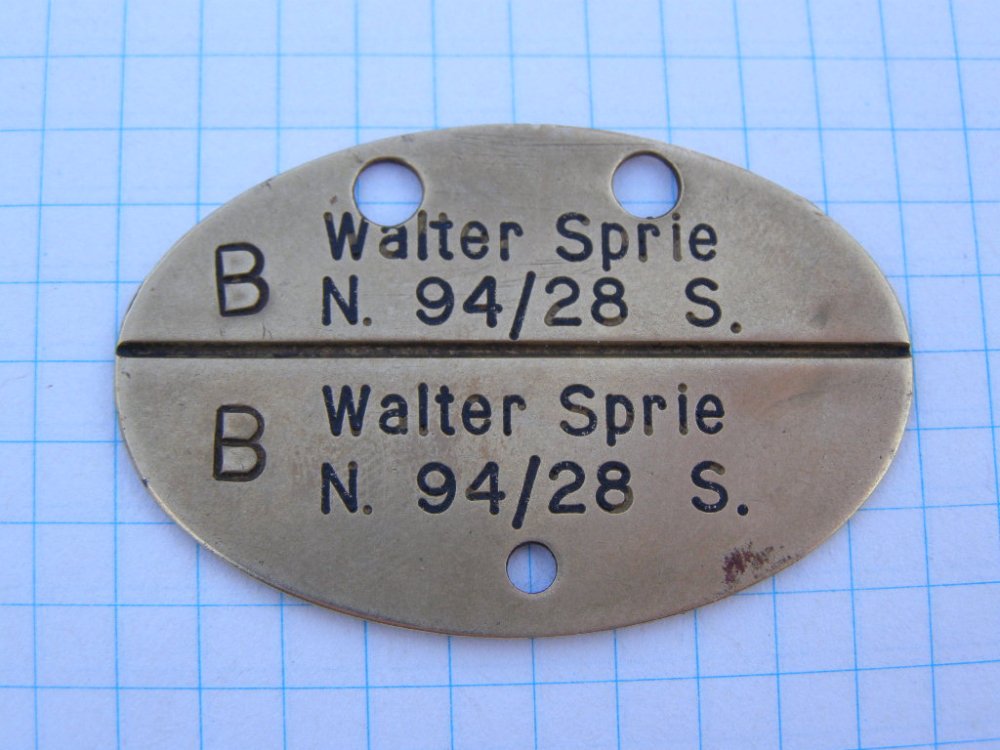 Walter Sprie
B N. 94/28 S.
Walter Sprie
B N. 94/28 S.